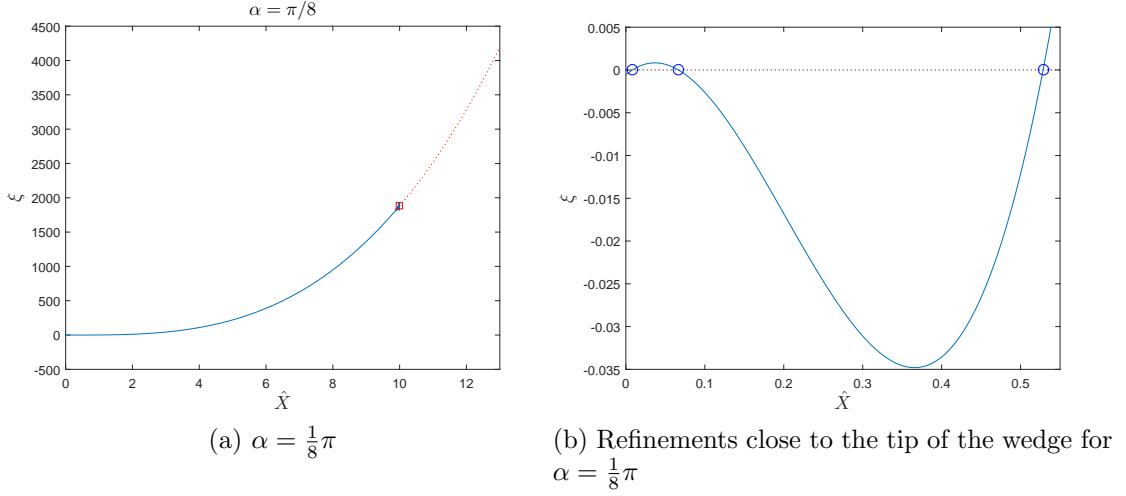 α = π/8
4500
4000
3500
3000
2500
2000
1500
1000
500
0
-500
ξ
0 2 4 6 8 10 12
X̂
(a) α = 1/8 π
0.005
0
-0.005
-0.01
-0.015
-0.02
-0.025
-0.03
-0.035
ξ
0 0.1 0.2 0.3 0.4 0.5
X̂
(b) Refinements close to the tip of the wedge for
α = 1/8 π